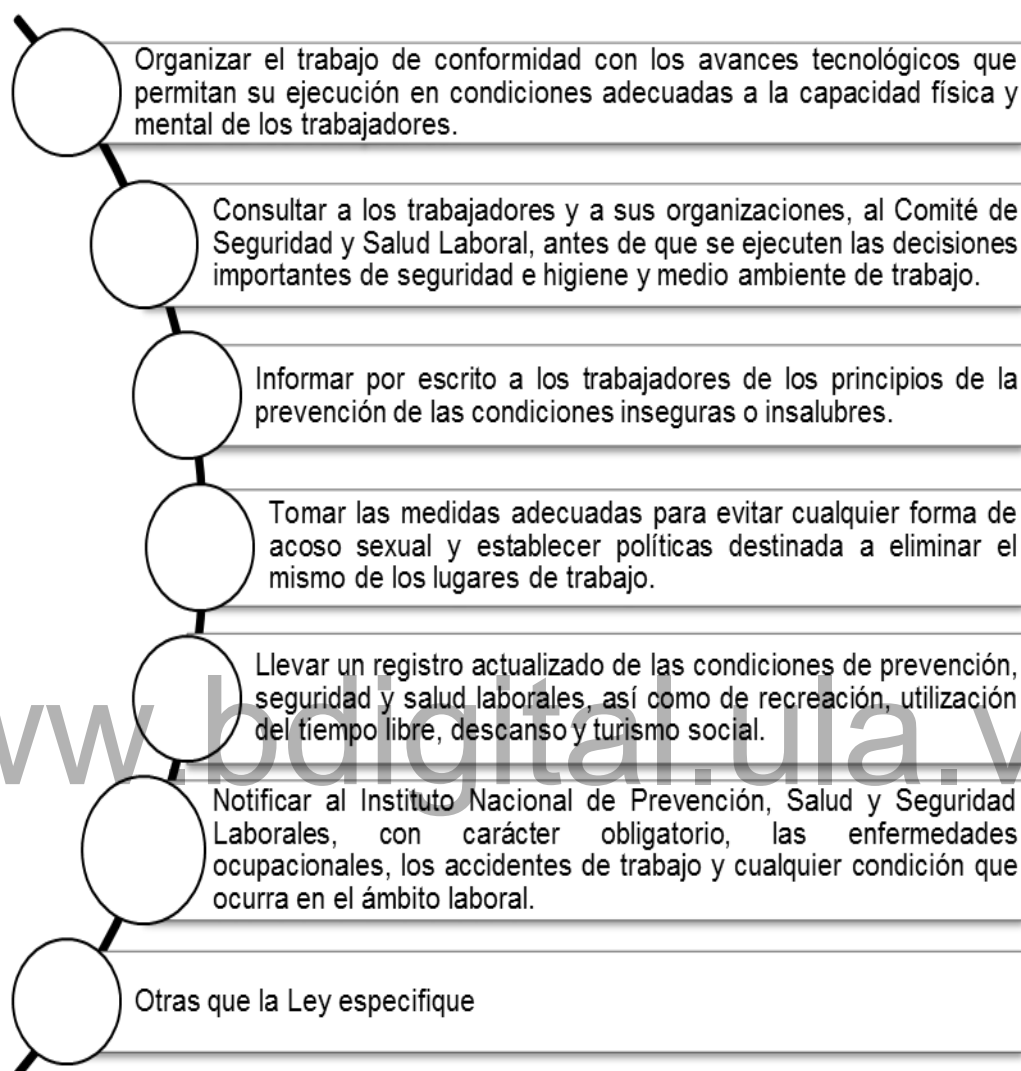 Organizar el trabajo de conformidad con los avances tecnológicos que
permitan su ejecución en condiciones adecuadas a la capacidad física y
mental de los trabajadores.
Consultar a los trabajadores y a sus organizaciones, al Comité de
Seguridad y Salud Laboral, antes de que se ejecuten las decisiones
importantes de seguridad e higiene y medio ambiente de trabajo.
Informar por escrito a los trabajadores de los principios de la
prevención de las condiciones inseguras o insalubres.
Tomar las medidas adecuadas para evitar cualquier forma de
acoso sexual y establecer políticas destinada a eliminar el
mismo de los lugares de trabajo.
Llevar un registro actualizado de las condiciones de prevención,
seguridad y salud laborales, así como de recreación, utilización
del tiempo libre, descanso y turismo social.
www.bdigital.ula.v
Notificar al Instituto Nacional de Prevención, Salud y Seguridad
Laborales, con carácter obligatorio, las enfermedades
ocupacionales, los accidentes de trabajo y cualquier condición que
ocurra en el ámbito laboral.
Otras que la Ley especifique